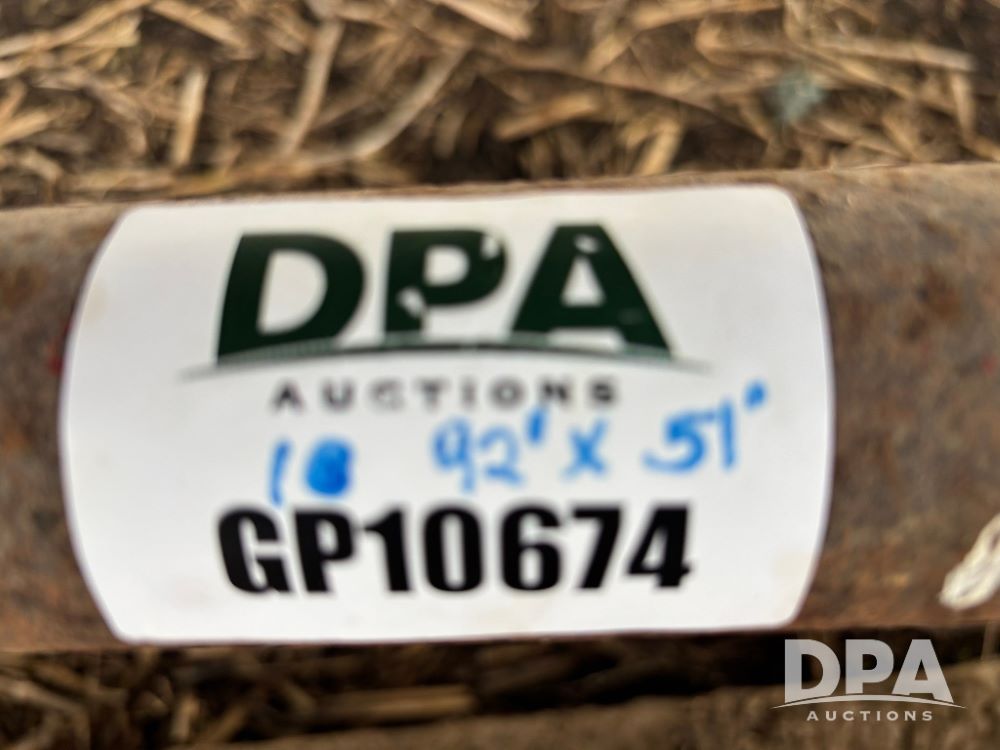 DPA
AUCTIONS
18 92' x 51"
GP10674
DPA
AUCTIONS